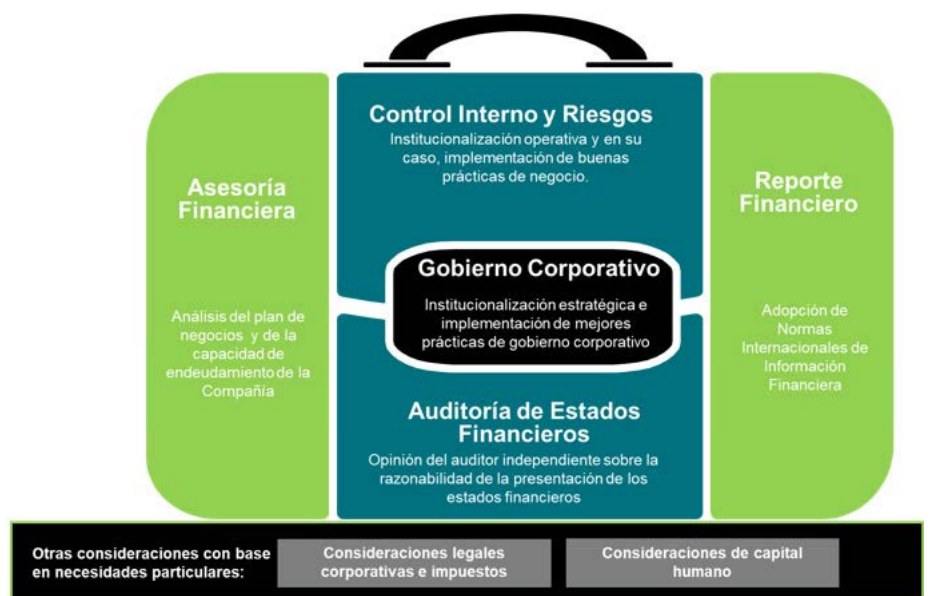 Control Interno y Riesgos
Institucionalización operativa y en su
caso, implementación de buenas
prácticas de negocio.
Asesoría
Financiera
Análisis del plan de
negocios y de la
capacidad de
endeudamiento de la
Compañía
Gobierno Corporativo
Institucionalización estratégica e
implementación de mejores
prácticas de gobierno corporativo
Reporte
Financiero
Adopción de
Normas
Internacionales de
Información
Financiera
Auditoría de Estados
Financieros
Opinión del auditor independiente sobre la
razonabilidad de la presentación de los
estados financieros
Otras consideraciones con base
en necesidades particulares:
Consideraciones legales
corporativas e impuestos
Consideraciones de capital
humano